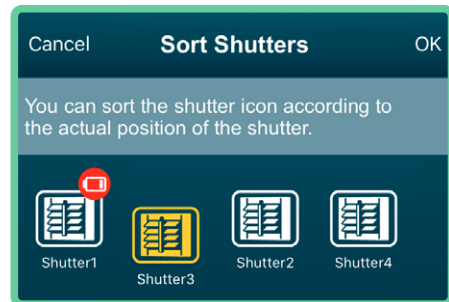 Cancel Sort Shutters OK
You can sort the shutter icon according to
the actual position of the shutter.
Shutter1 Shutter3 Shutter2 Shutter4